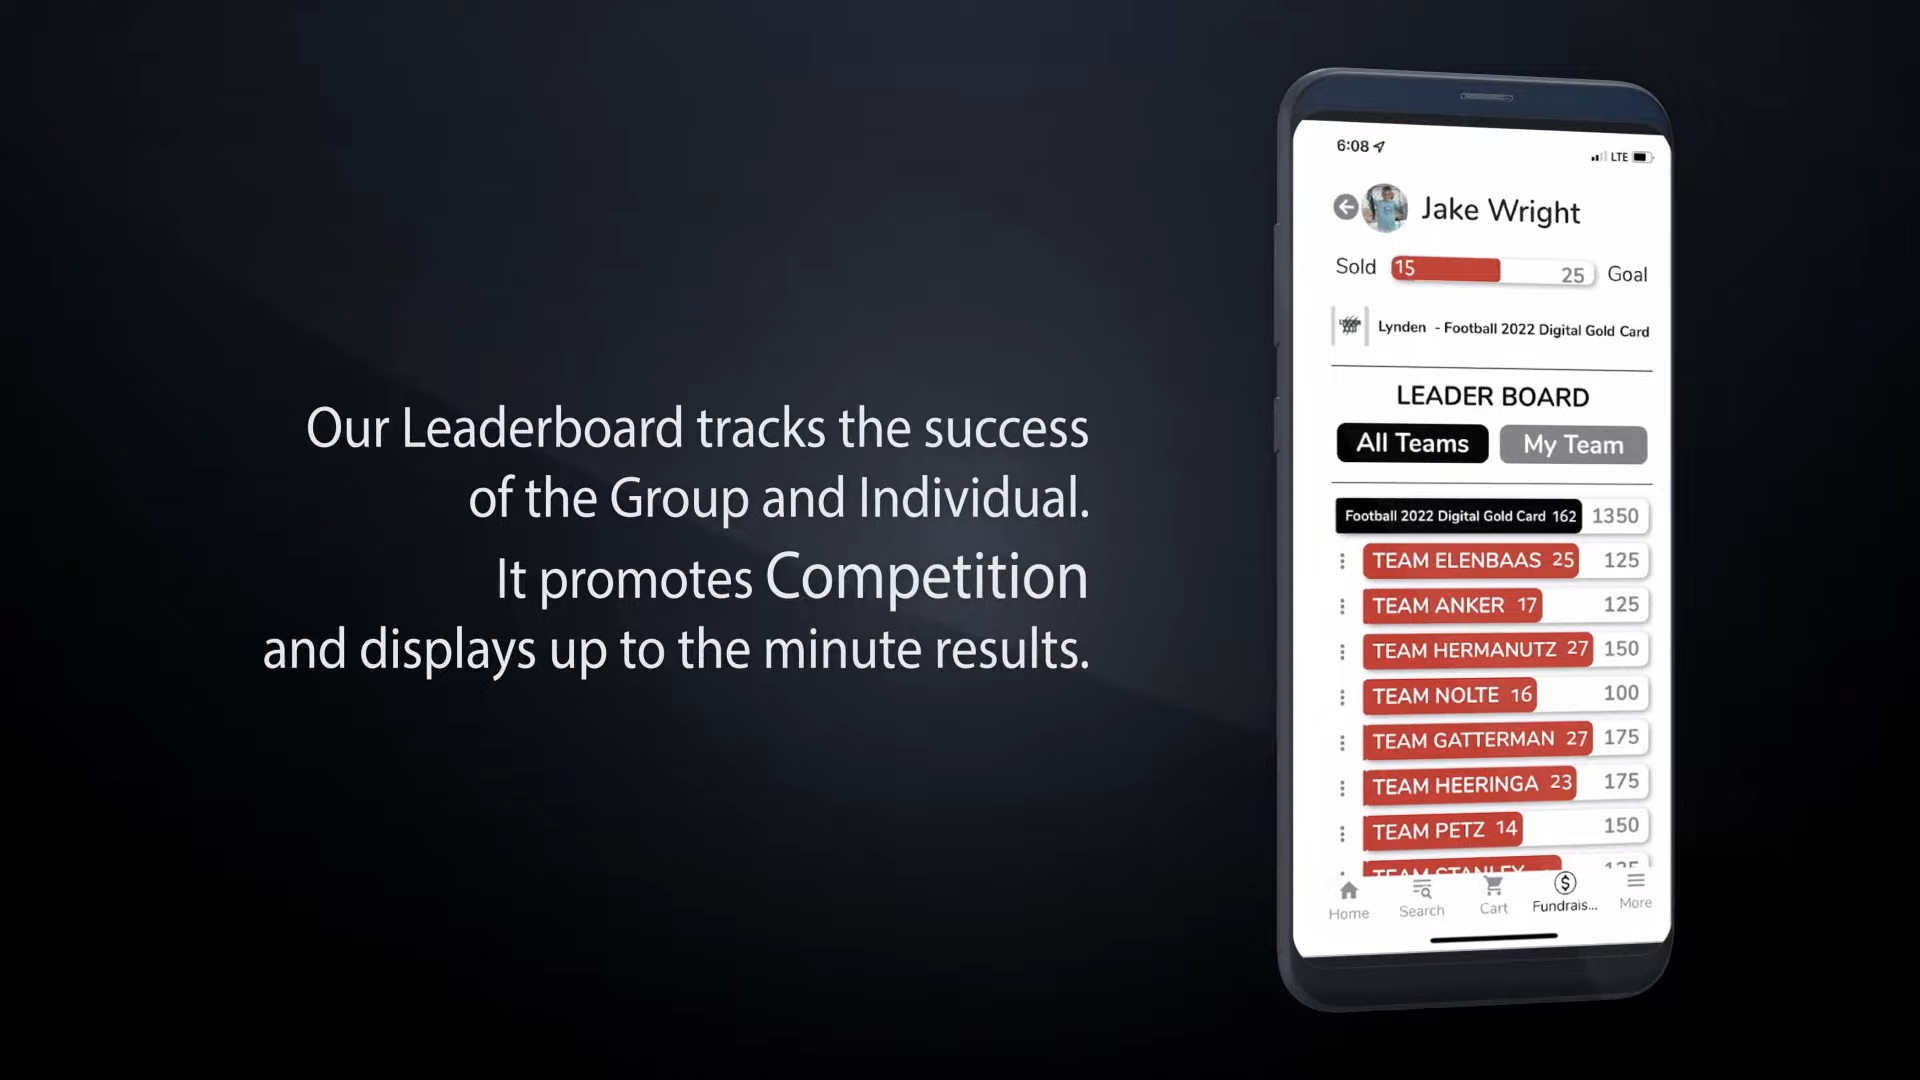 Our Leaderboard tracks the success
of the Group and Individual.
It promotes Competition
and displays up to the minute results.
6:08
LTE
Jake Wright
Sold 15 25 Goal
Lynden - Football 2022 Digital Gold Card
LEADER BOARD
All Teams My Team
Football 2022 Digital Gold Card 162 1350
TEAM ELENBAAS 25 125
TEAM ANKER 17 125
TEAM HERMANUTZ 27 150
TEAM NOLTE 16 100
TEAM GATTERMAN 27 175
TEAM HEERINGA 23 175
TEAM PETZ 14 150
TEAM STANLEY
Home Search Cart Fundrais... More